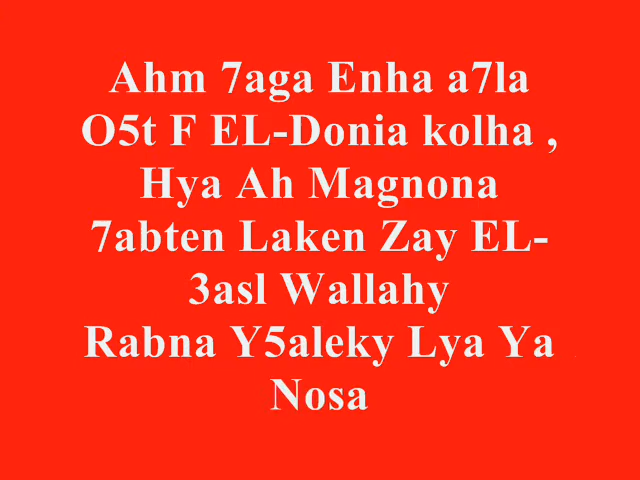 Ahm 7aga Enha a7la
O5t F EL-Donia kolha ,
Hya Ah Magnona
7abten Laken Zay EL-
3asl Wallahy
Rabna Y5aleky Lya Ya
Nosa